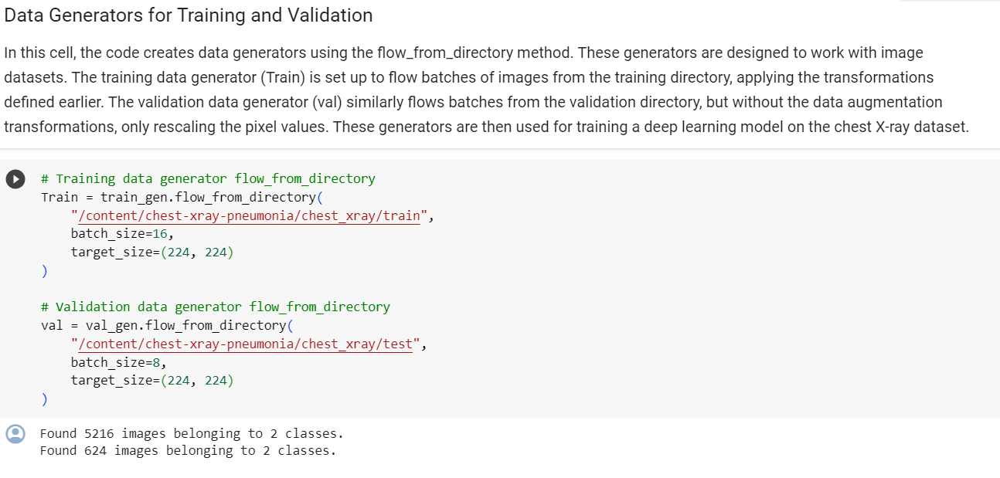 Data Generators for Training and Validation
In this cell, the code creates data generators using the flow_from_directory method. These generators are designed to work with image
datasets. The training data generator (Train) is set up to flow batches of images from the training directory, applying the transformations
defined earlier. The validation data generator (val) similarly flows batches from the validation directory, but without the data augmentation
transformations, only rescaling the pixel values. These generators are then used for training a deep learning model on the chest X-ray dataset.
# Training data generator flow_from_directory
Train = train_gen.flow_from_directory(
    "/content/chest-xray-pneumonia/chest_xray/train",
    batch_size=16,
    target_size=(224, 224)
)
# Validation data generator flow_from_directory
val = val_gen.flow_from_directory(
    "/content/chest-xray-pneumonia/chest_xray/test",
    batch_size=8,
    target_size=(224, 224)
)
Found 5216 images belonging to 2 classes.
Found 624 images belonging to 2 classes.